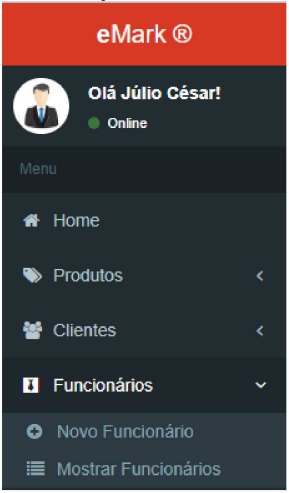 eMark ®
Olá Júlio César!
Online
Menu
Home
Produtos
Clientes
Funcionários
Novo Funcionário
Mostrar Funcionários